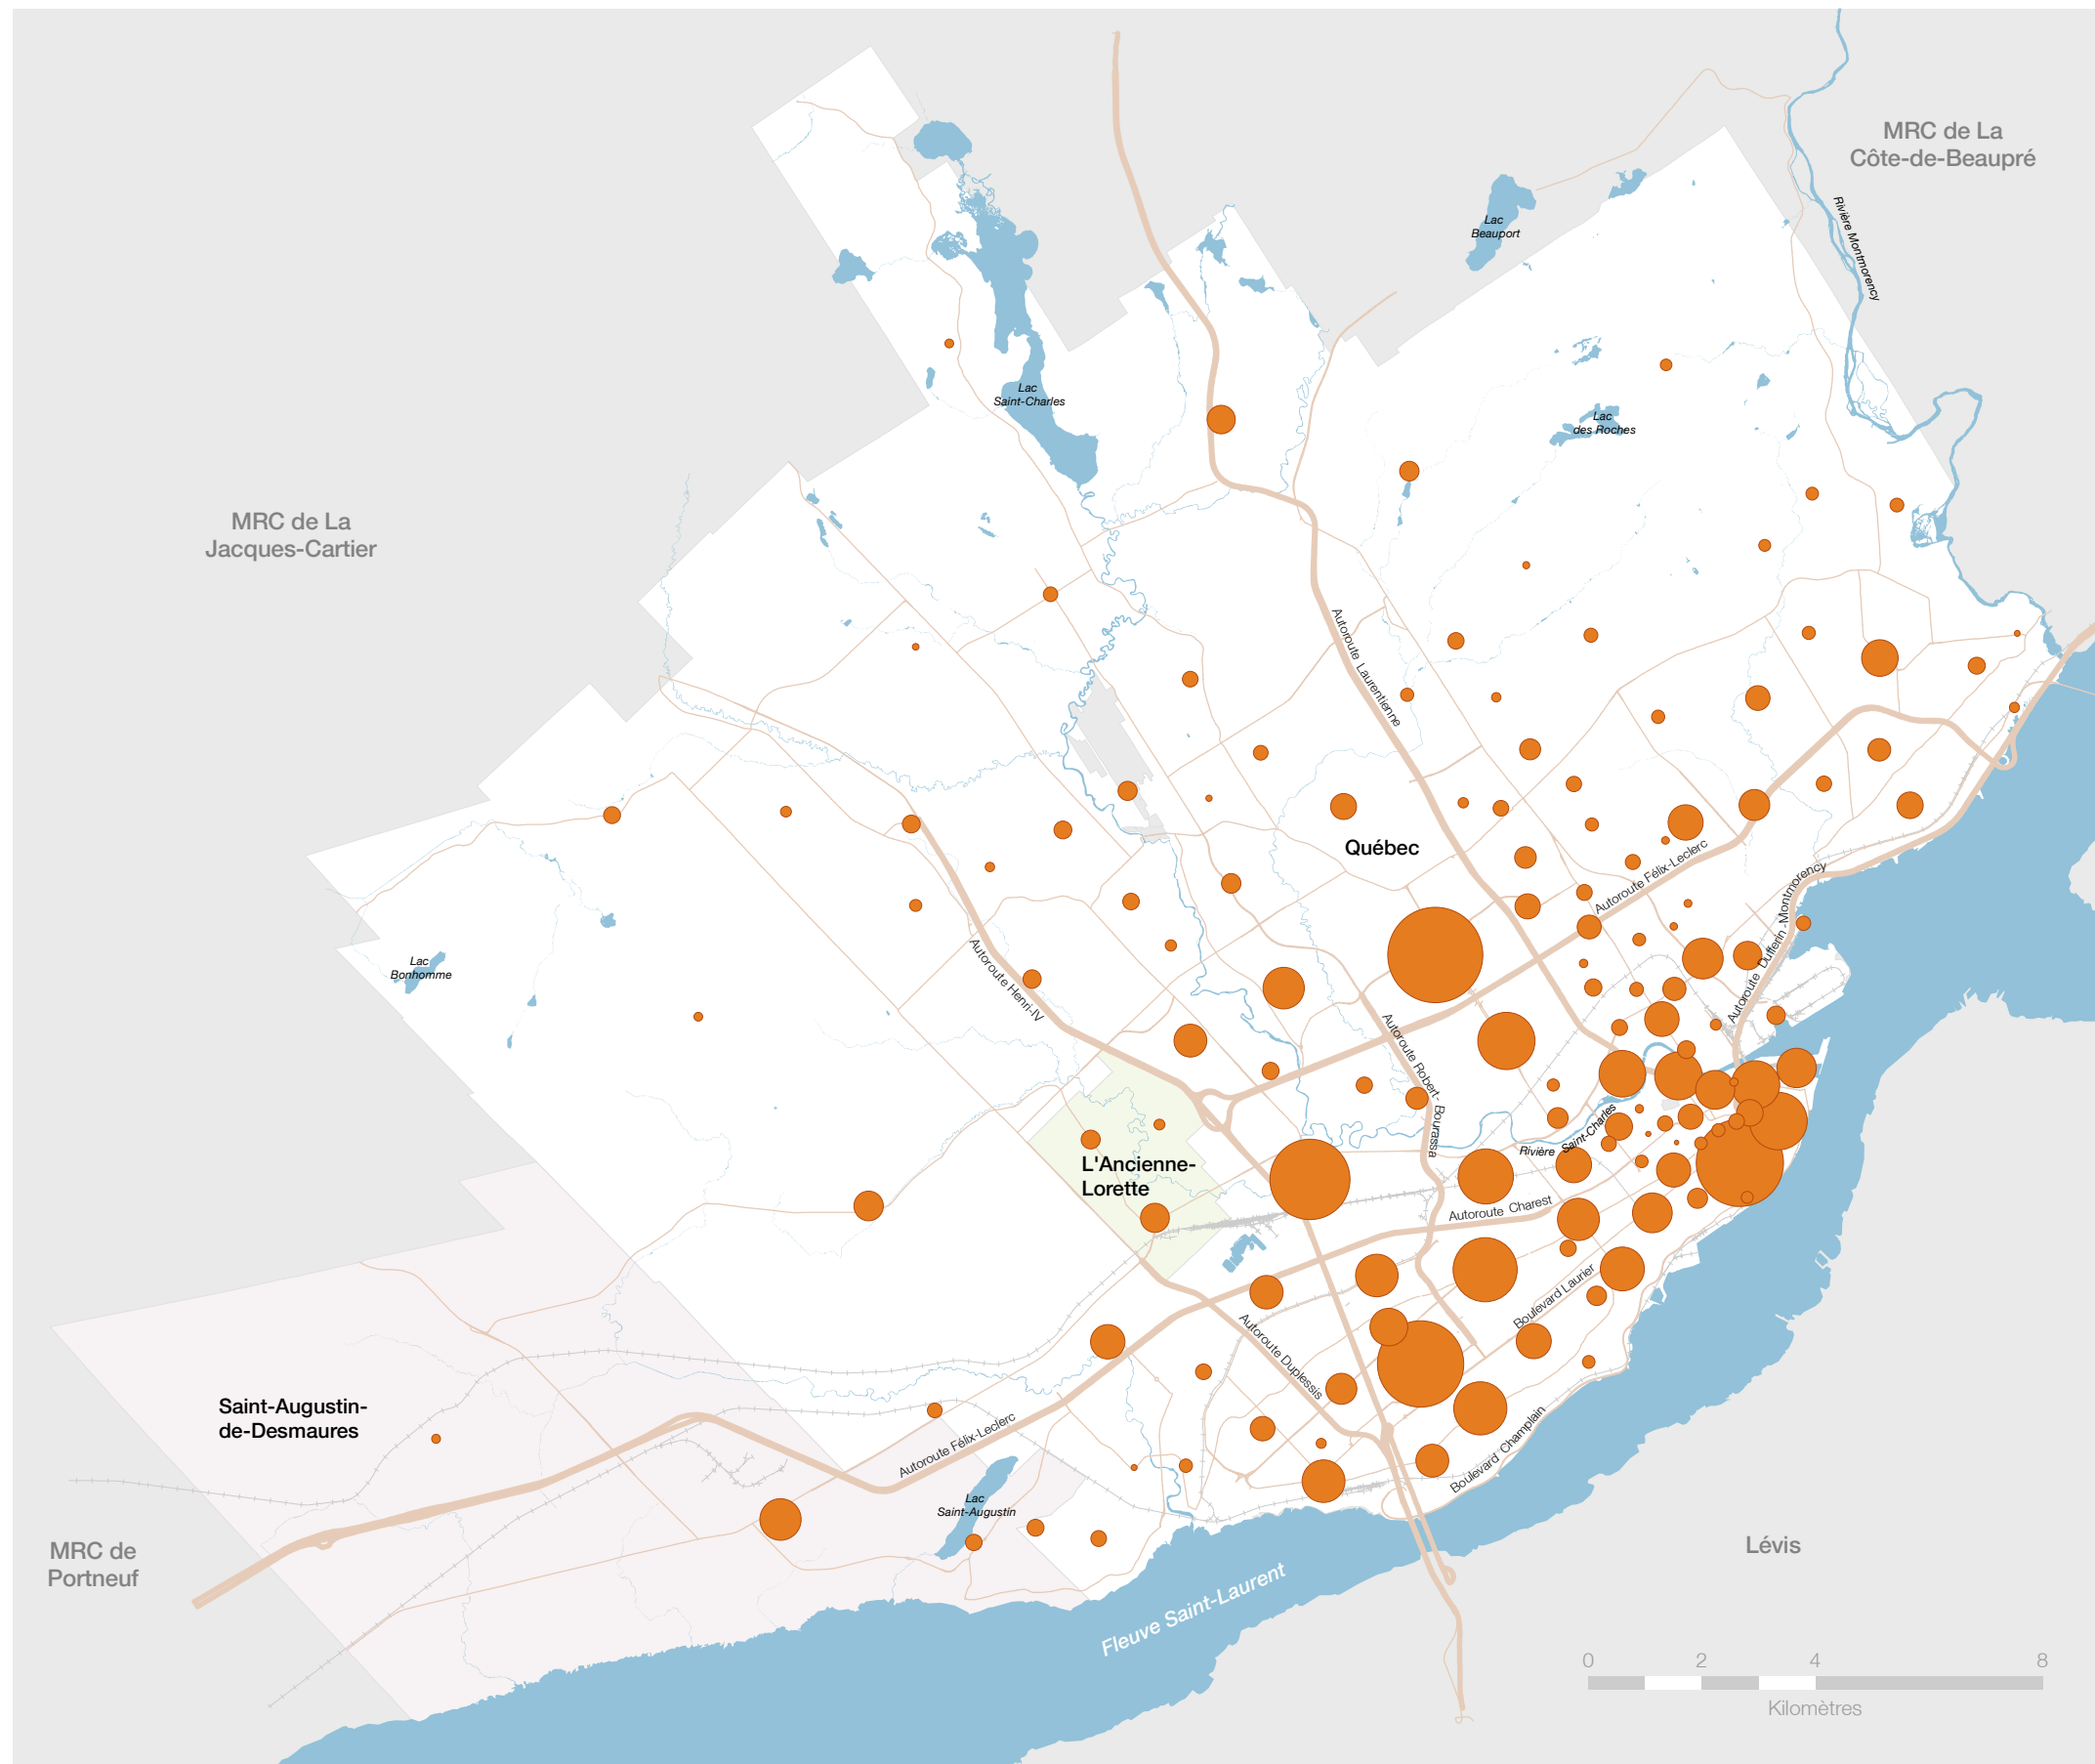 MRC de La
Côte-de-Beaupré
Rivière Montmorency
Lac
Beauport
Lac
Saint-Charles
Lac
des Roches
MRC de La
Jacques-Cartier
Autoroute Laurentienne
Québec
Autoroute Félix-Leclerc
Autoroute Dufferin -Montmorency
Lac
Bonhomme
Autoroute Henri-IV
Autoroute Robert- Bourassa
L'Ancienne-
Lorette
Rivière Saint-Charles
Autoroute Charest
Boulevard Laurier
Autoroute Duplessis
Saint-Augustin-
de-Desmaures
Autoroute Félix-Leclerc
Boulevard Champlain
Lac
Saint-Augustin
MRC de
Portneuf
Lévis
Fleuve Saint-Laurent
0 2 4 8
Kilomètres